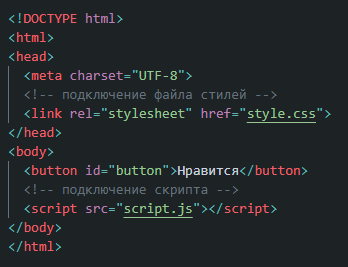 <!DOCTYPE html>
<html>
<head>
  <meta charset="UTF-8">
  <!-- подключение файла стилей -->
  <link rel="stylesheet" href="style.css">
</head>
<body>
  <button id="button">Нравится</button>
  <!-- подключение скрипта -->
  <script src="script.js"></script>
</body>
</html>